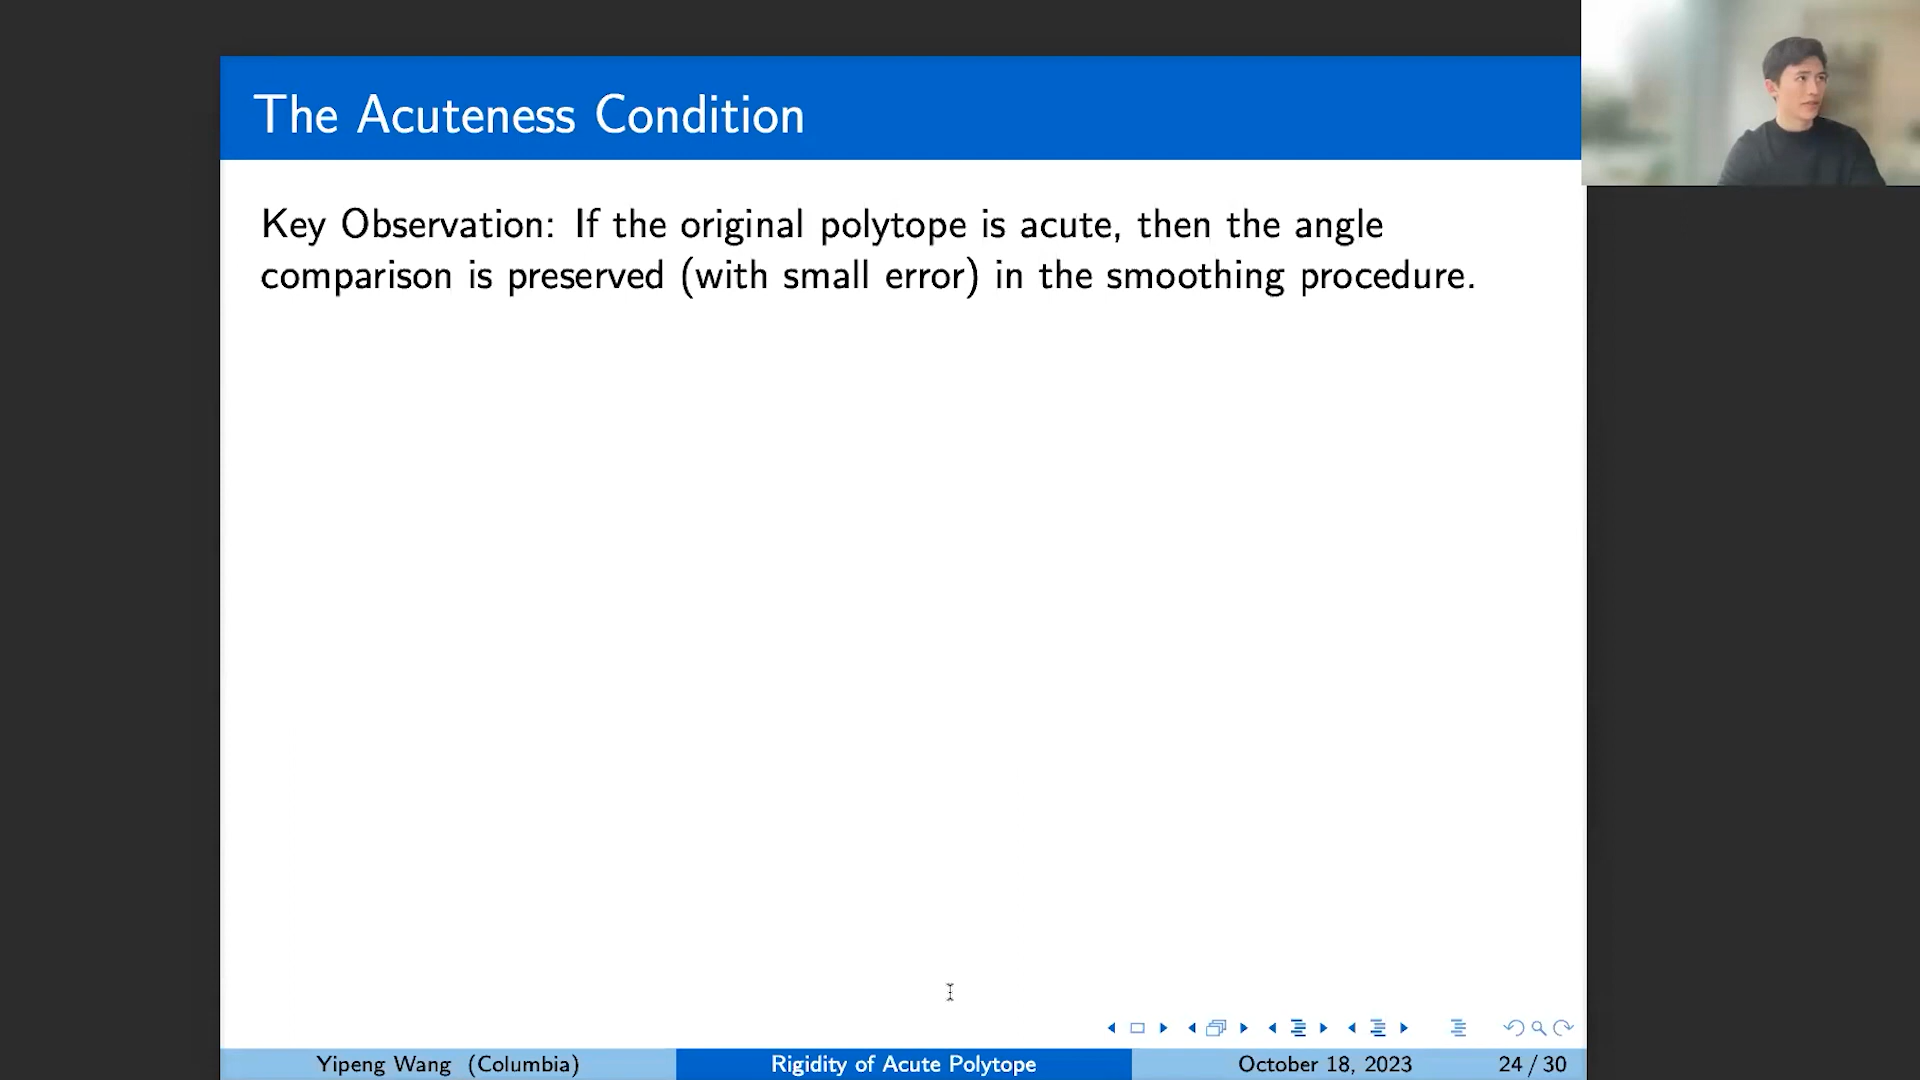 The Acuteness Condition
Key Observation: If the original polytope is acute, then the angle
comparison is preserved (with small error) in the smoothing procedure.
Yipeng Wang (Columbia)
Rigidity of Acute Polytope
October 18, 2023
24 / 30